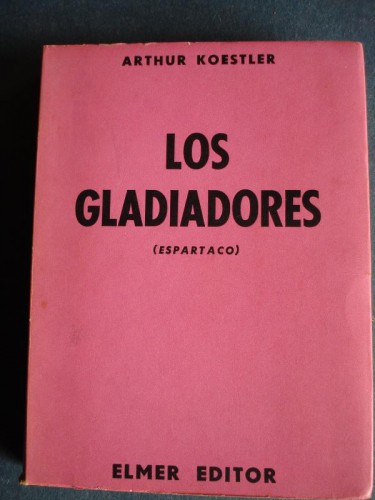 ARTHUR KOESTLER
LOS
GLADIADORES
(ESPARTACO)
ELMER EDITOR